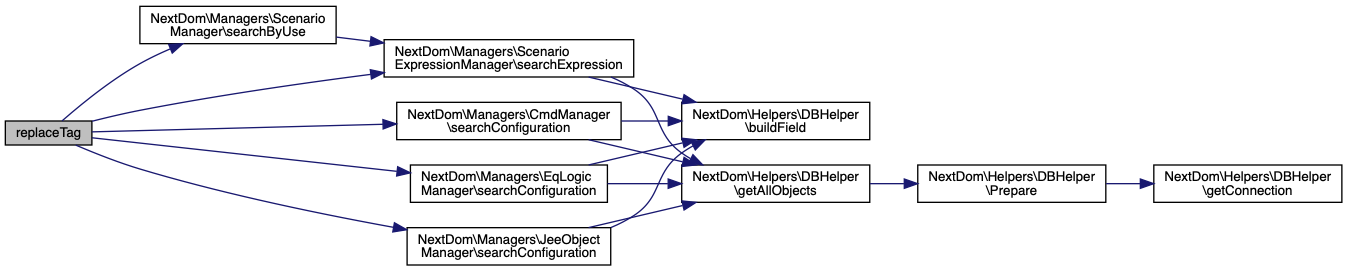 replaceTag
NextDom\Managers\Scenario
Manager\searchByUse
NextDom\Managers\Scenario
ExpressionManager\searchExpression
NextDom\Managers\CmdManager
\searchConfiguration
NextDom\Managers\EqLogic
Manager\searchConfiguration
NextDom\Managers\JeeObject
Manager\searchConfiguration
NextDom\Helpers\DBHelper
\buildField
NextDom\Helpers\DBHelper
\getAllObjects
NextDom\Helpers\DBHelper
\Prepare
NextDom\Helpers\DBHelper
\getConnection